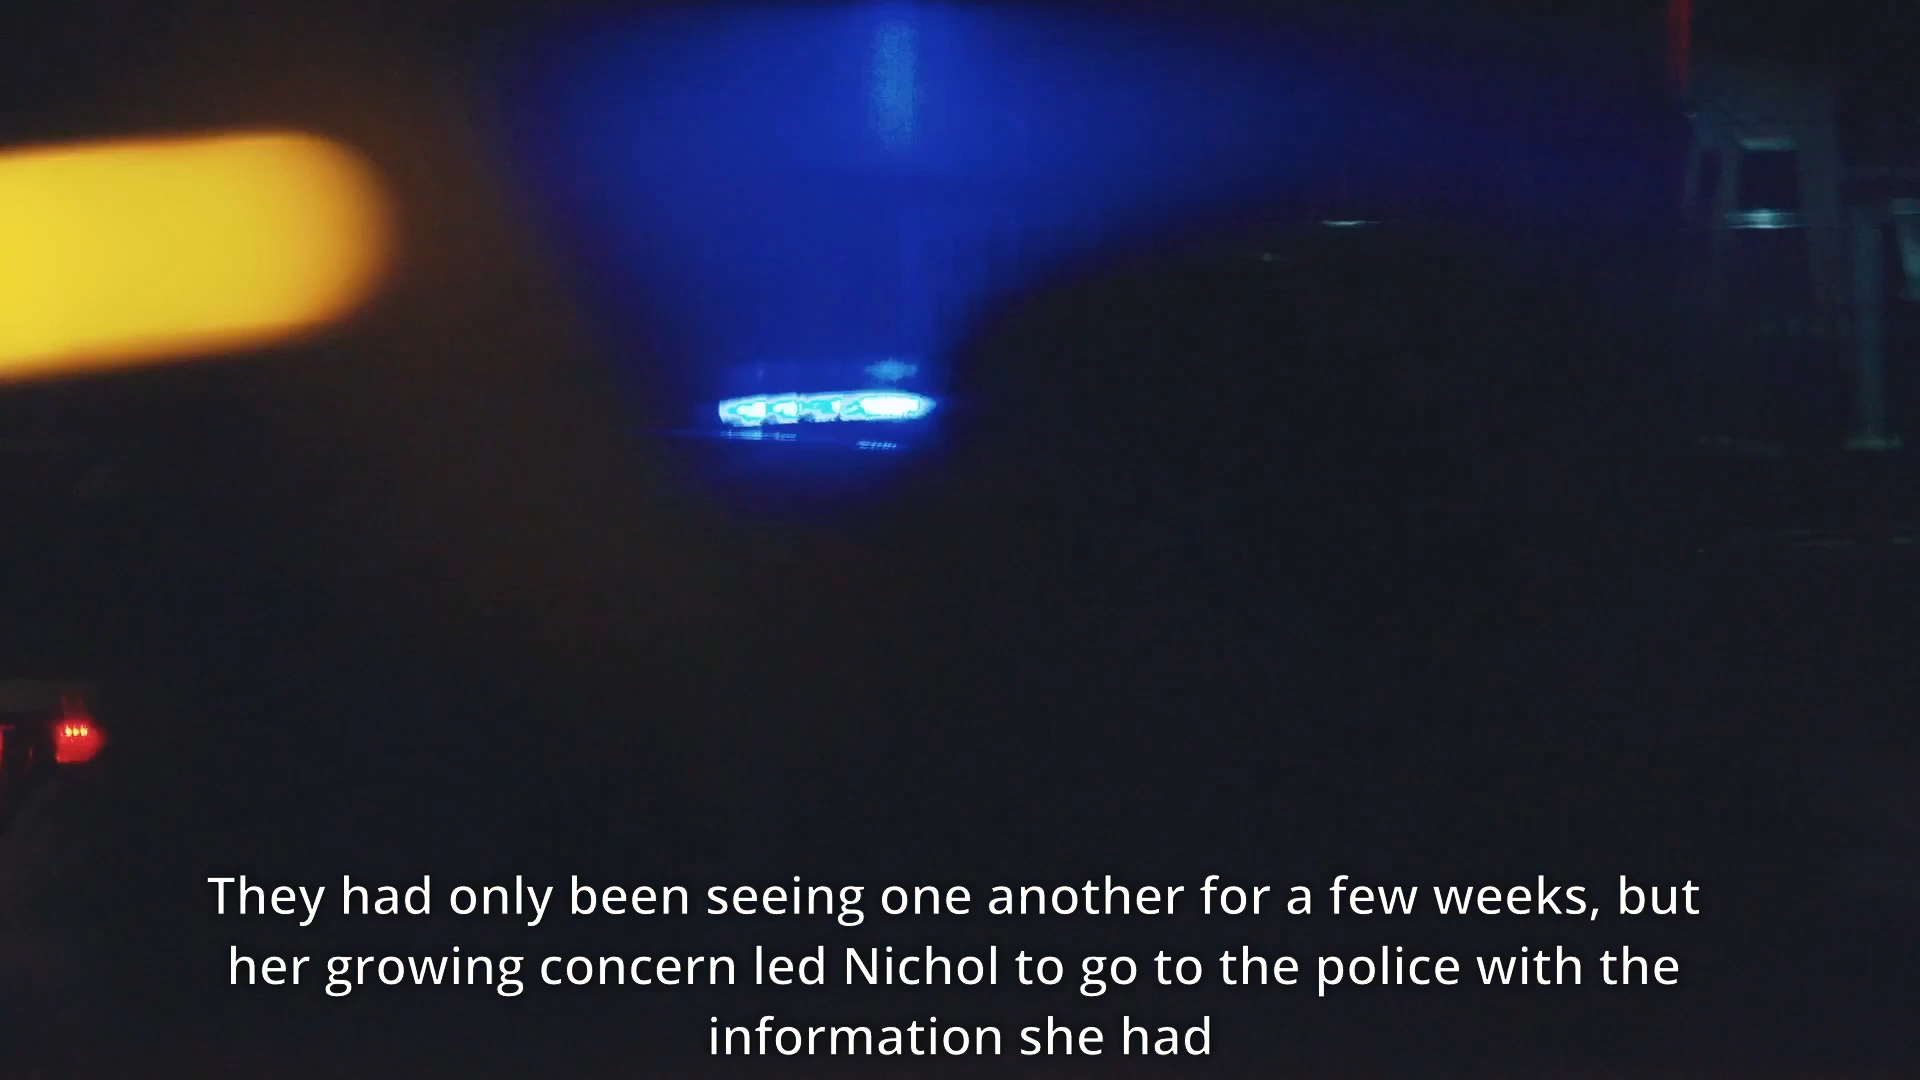 They had only been seeing one another for a few weeks, but
her growing concern led Nichol to go to the police with the
information she had